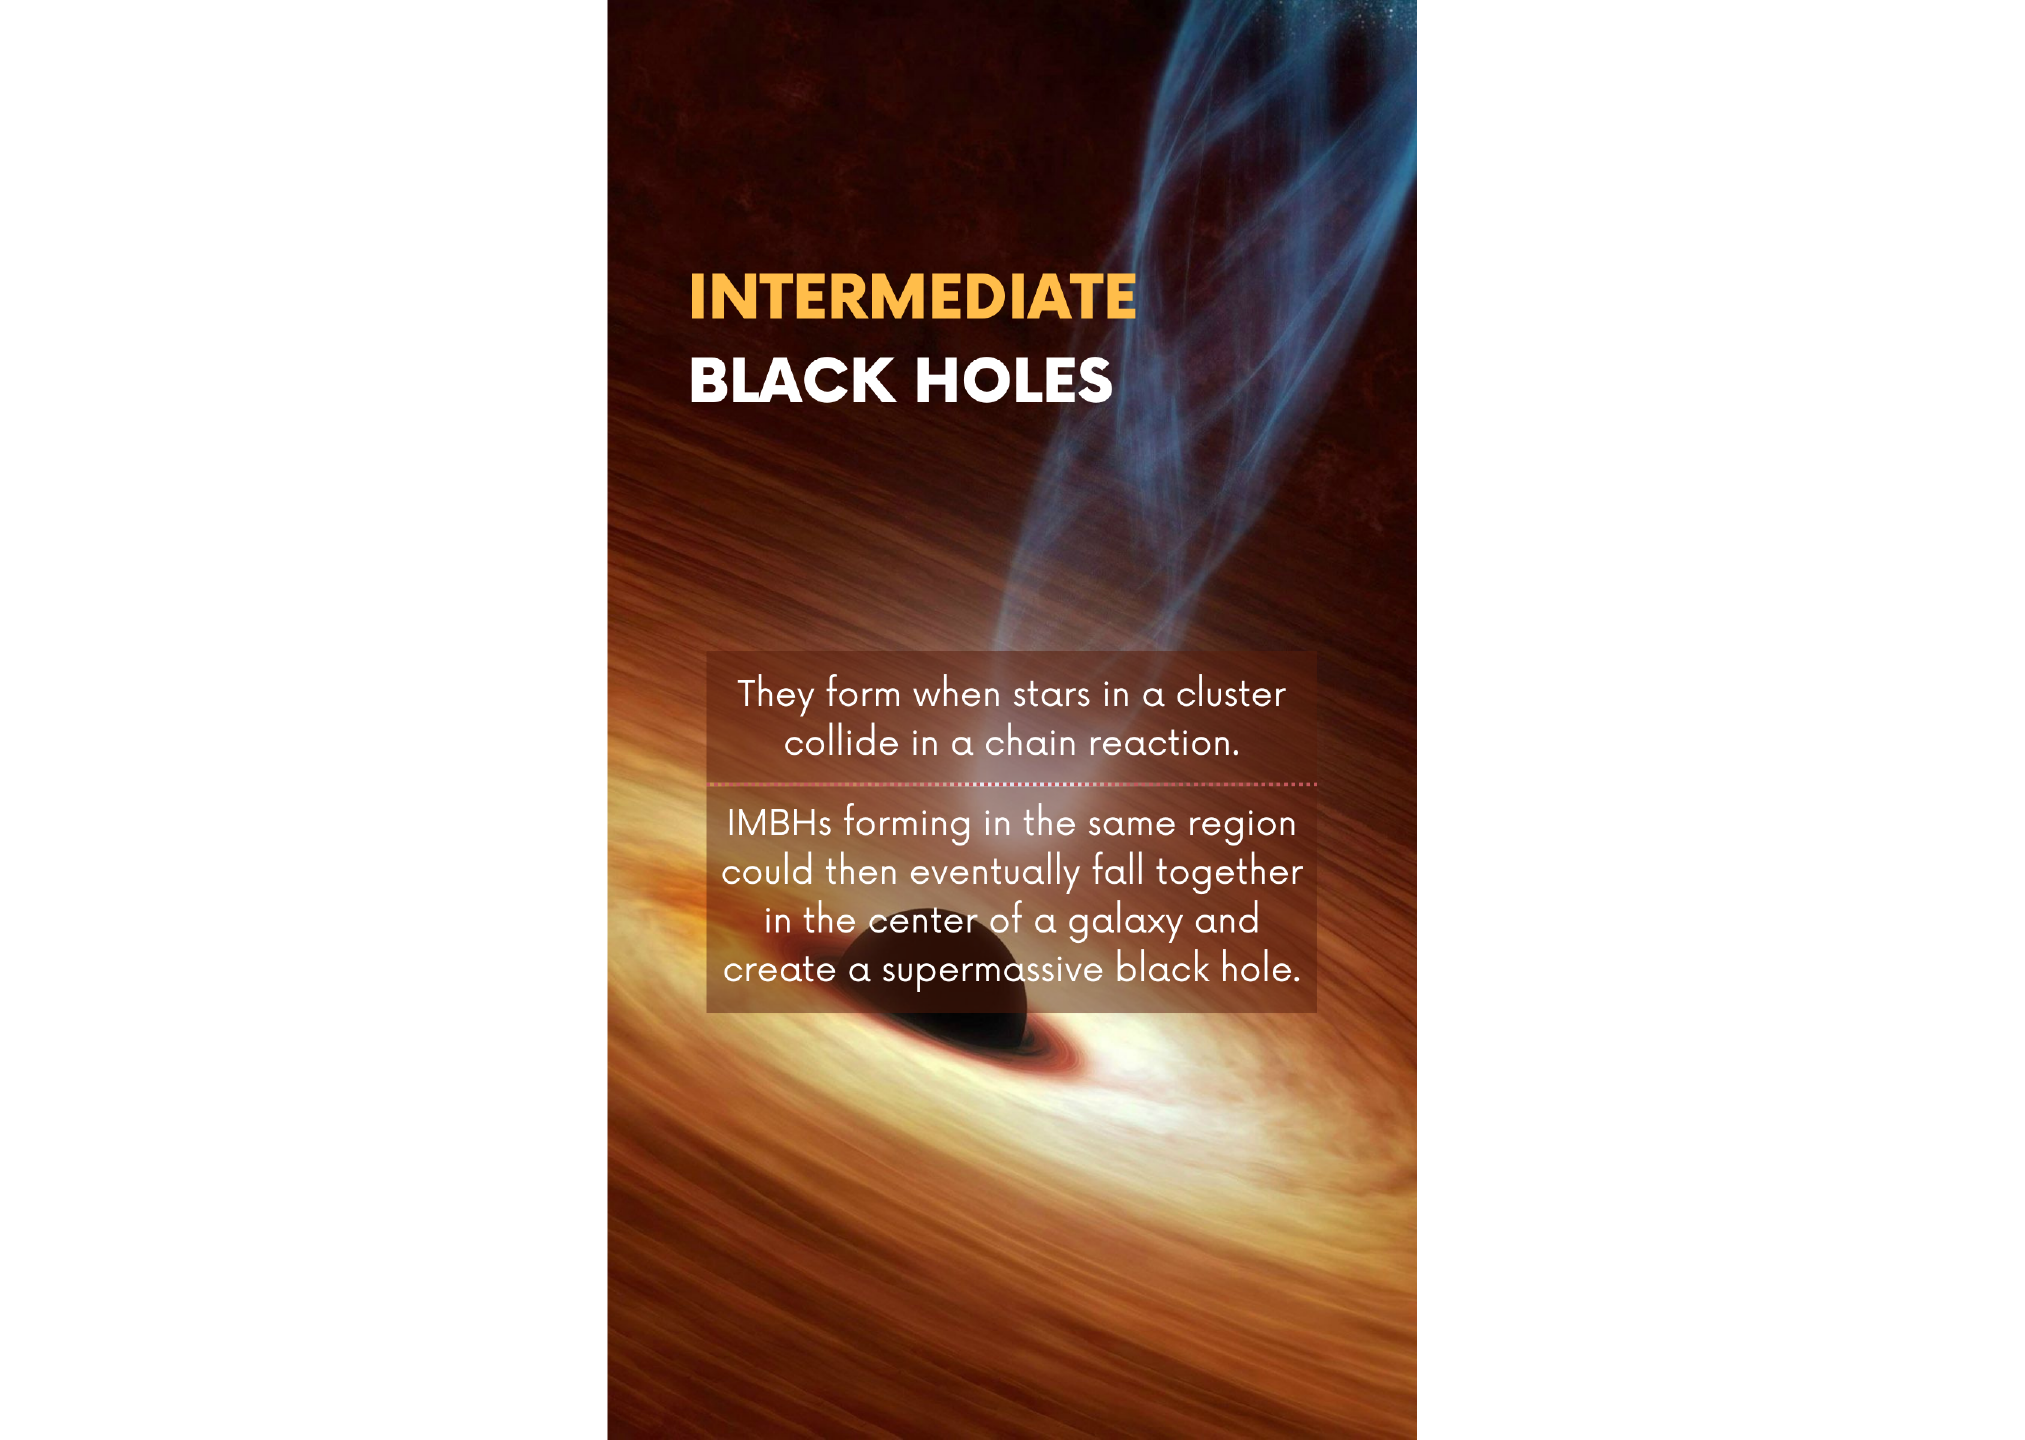 INTERMEDIATE
BLACK HOLES
They form when stars in a cluster
collide in a chain reaction.
IMBHs forming in the same region
could then eventually fall together
in the center of a galaxy and
create a supermassive black hole.